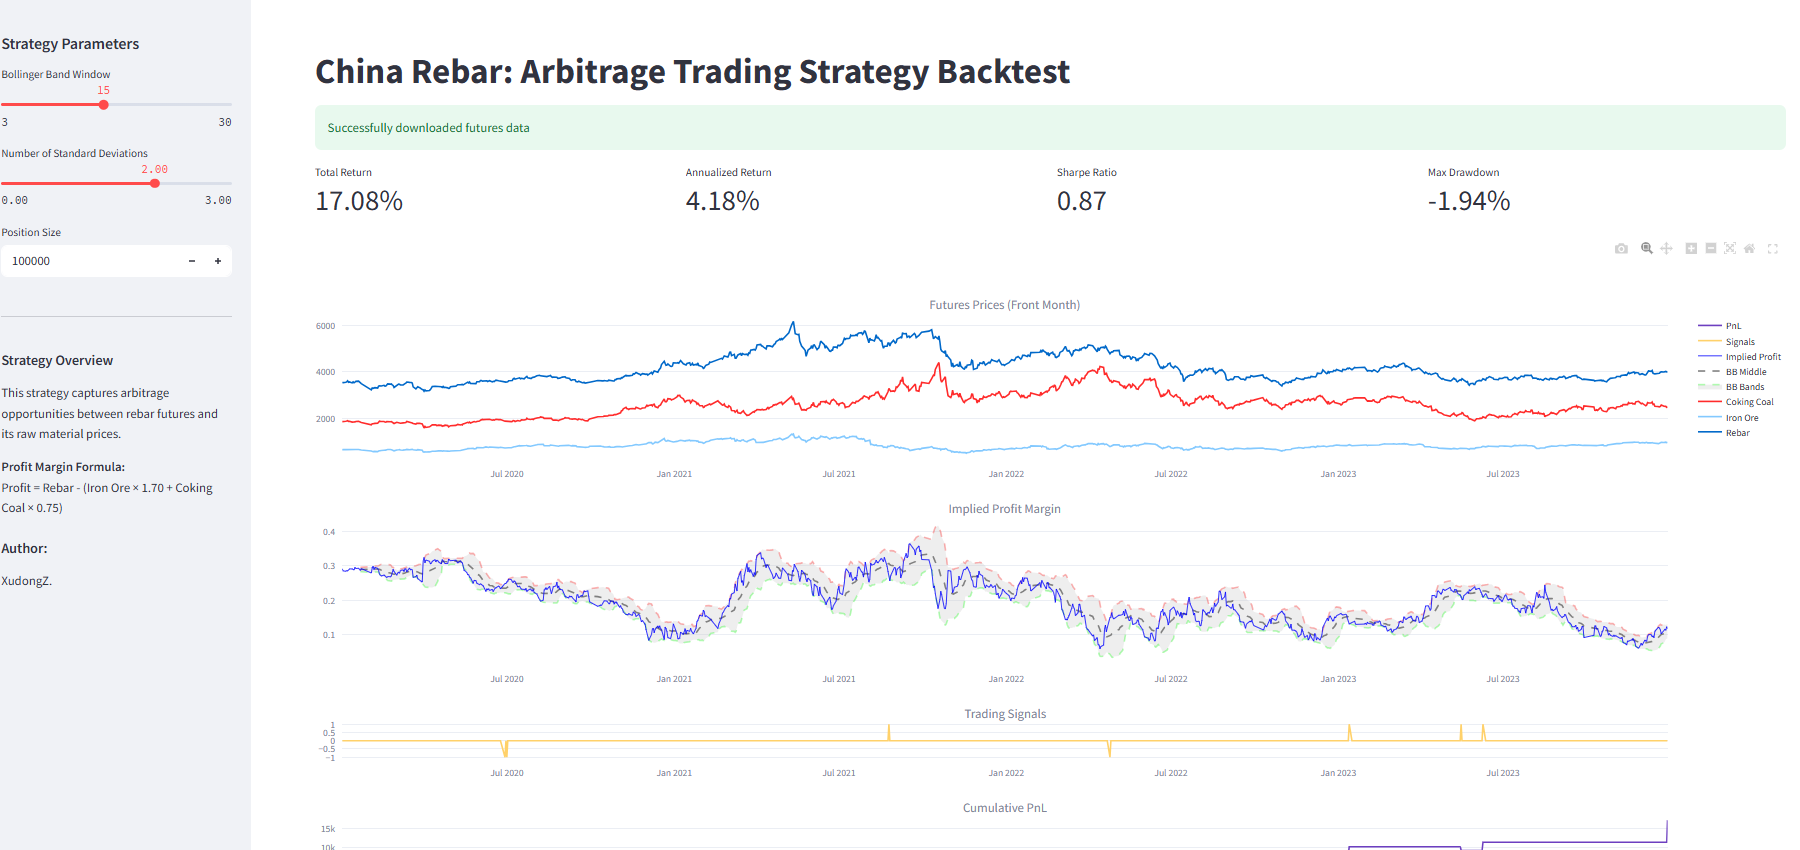 Strategy Parameters
Bollinger Band Window
15
3 30
Number of Standard Deviations
2.00
0.00 3.00
Position Size
100000 − +
Strategy Overview
This strategy captures arbitrage
opportunities between rebar futures and
its raw material prices.
Profit Margin Formula:
Profit = Rebar - (Iron Ore × 1.70 + Coking
Coal × 0.75)
Author:
XudongZ.
China Rebar: Arbitrage Trading Strategy Backtest
Successfully downloaded futures data
Total Return
17.08%
Annualized Return
4.18%
Sharpe Ratio
0.87
Max Drawdown
-1.94%
Futures Prices (Front Month)
6000
4000
2000
Jul 2020 Jan 2021 Jul 2021 Jan 2022 Jul 2022 Jan 2023 Jul 2023
PnL
Signals
Implied Profit
BB Middle
BB Bands
Coking Coal
Iron Ore
Rebar
Implied Profit Margin
0.4
0.3
0.2
0.1
Jul 2020 Jan 2021 Jul 2021 Jan 2022 Jul 2022 Jan 2023 Jul 2023
Trading Signals
1
0.5
0
−0.5
−1
Jul 2020 Jan 2021 Jul 2021 Jan 2022 Jul 2022 Jan 2023 Jul 2023
Cumulative PnL
15k
10k